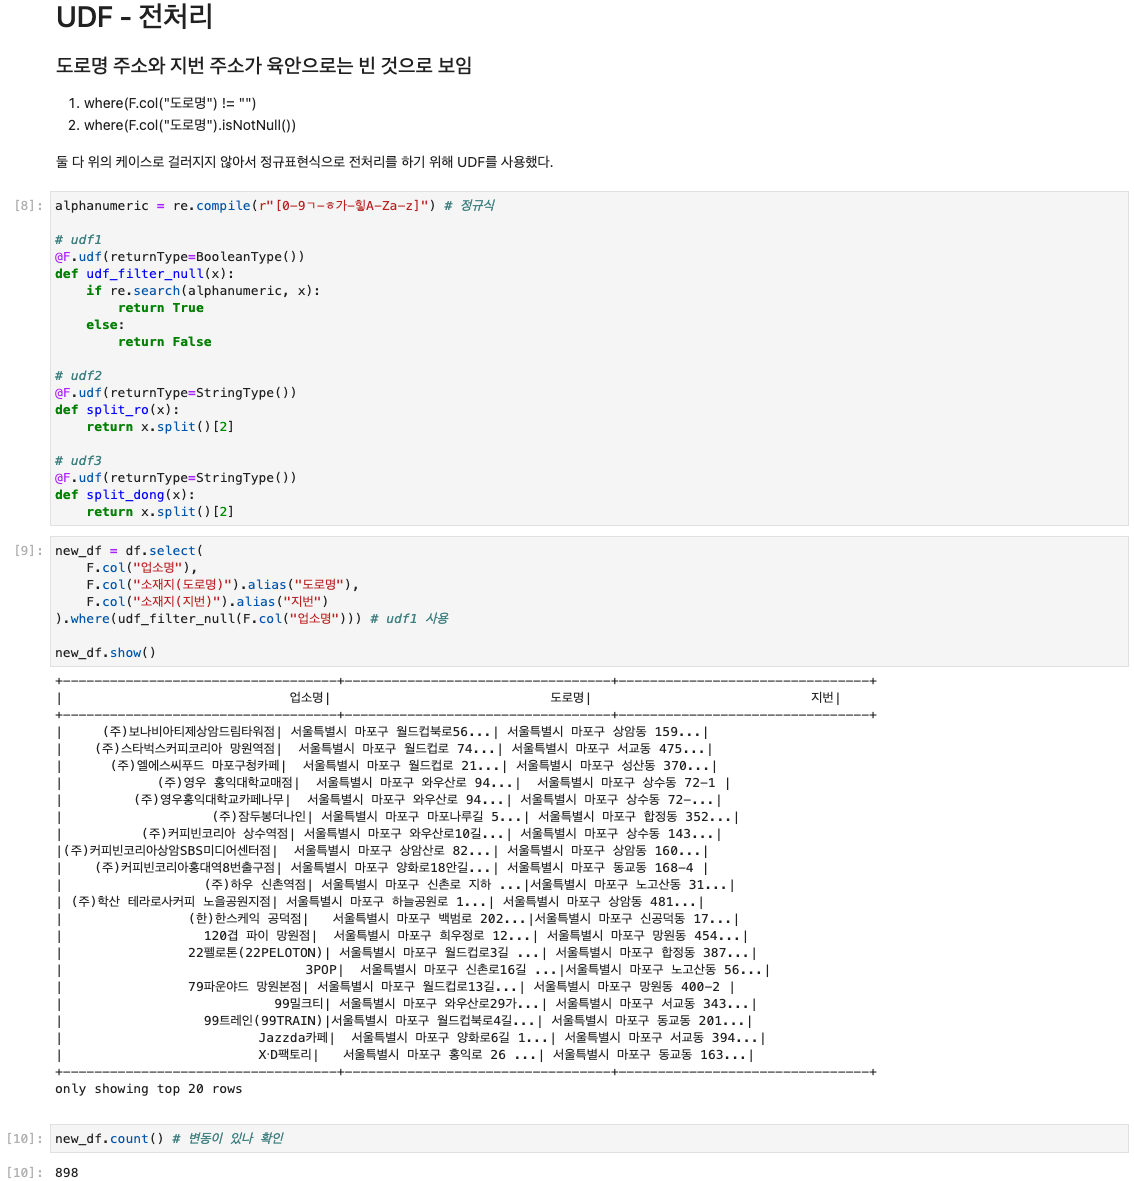 UDF - 전처리
도로명 주소와 지번 주소가 육안으로는 빈 것으로 보임
1. where(F.col("도로명") != "")
2. where(F.col("도로명").isNotNull())
둘 다 위의 케이스로 걸러지지 않아서 정규표현식으로 전처리를 하기 위해 UDF를 사용했다.
[8]: alphanumeric = re.compile(r"[0-9ㄱ-ㅎ가-힣A-Za-z]") # 정규식
# udf1
@F.udf(returnType=BooleanType())
def udf_filter_null(x):
    if re.search(alphanumeric, x):
        return True
    else:
        return False
# udf2
@F.udf(returnType=StringType())
def split_ro(x):
    return x.split()[2]
# udf3
@F.udf(returnType=StringType())
def split_dong(x):
    return x.split()[2]
[9]: new_df = df.select(
    F.col("업소명"),
    F.col("소재지(도로명)").alias("도로명"),
    F.col("소재지(지번)").alias("지번")
).where(udf_filter_null(F.col("업소명"))) # udf1 사용
new_df.show()
+-----------------------------------+----------------------------------+--------------------------------+
|                             업소명|                            도로명|                            지번|
+-----------------------------------+----------------------------------+--------------------------------+
|     (주)보나비아티제상암드림타워점| 서울특별시 마포구 월드컵북로56...| 서울특별시 마포구 상암동 159...|
|    (주)스타벅스커피코리아 망원역점|  서울특별시 마포구 월드컵로 74...| 서울특별시 마포구 서교동 475...|
|      (주)엘에스씨푸드 마포구청카페|  서울특별시 마포구 월드컵로 21...| 서울특별시 마포구 성산동 370...|
|            (주)영우 홍익대학교매점|  서울특별시 마포구 와우산로 94...|  서울특별시 마포구 상수동 72-1 |
|         (주)영우홍익대학교카페나무|  서울특별시 마포구 와우산로 94...| 서울특별시 마포구 상수동 72-...|
|                   (주)잠두봉더나인| 서울특별시 마포구 마포나루길 5...| 서울특별시 마포구 합정동 352...|
|          (주)커피빈코리아 상수역점| 서울특별시 마포구 와우산로10길...| 서울특별시 마포구 상수동 143...|
|(주)커피빈코리아상암SBS미디어센터점|  서울특별시 마포구 상암산로 82...| 서울특별시 마포구 상암동 160...|
|    (주)커피빈코리아홍대역8번출구점| 서울특별시 마포구 양화로18안길...| 서울특별시 마포구 동교동 168-4 |
|                  (주)하우 신촌역점| 서울특별시 마포구 신촌로 지하 ...|서울특별시 마포구 노고산동 31...|
| (주)학산 테라로사커피 노을공원지점| 서울특별시 마포구 하늘공원로 1...| 서울특별시 마포구 상암동 481...|
|                (한)한스케익 공덕점|   서울특별시 마포구 백범로 202...|서울특별시 마포구 신공덕동 17...|
|                  120겹 파이 망원점|  서울특별시 마포구 희우정로 12...| 서울특별시 마포구 망원동 454...|
|                22펠로톤(22PELOTON)| 서울특별시 마포구 월드컵로3길 ...| 서울특별시 마포구 합정동 387...|
|                               3POP|  서울특별시 마포구 신촌로16길 ...|서울특별시 마포구 노고산동 56...|
|                79파운야드 망원본점| 서울특별시 마포구 월드컵로13길...| 서울특별시 마포구 망원동 400-2 |
|                           99밀크티| 서울특별시 마포구 와우산로29가...| 서울특별시 마포구 서교동 343...|
|                  99트레인(99TRAIN)|서울특별시 마포구 월드컵북로4길...| 서울특별시 마포구 동교동 201...|
|                         Jazzda카페|  서울특별시 마포구 양화로6길 1...| 서울특별시 마포구 서교동 394...|
|                         X·D팩토리|   서울특별시 마포구 홍익로 26 ...| 서울특별시 마포구 동교동 163...|
+-----------------------------------+----------------------------------+--------------------------------+
only showing top 20 rows
[10]: new_df.count() # 변동이 있나 확인
[10]: 898